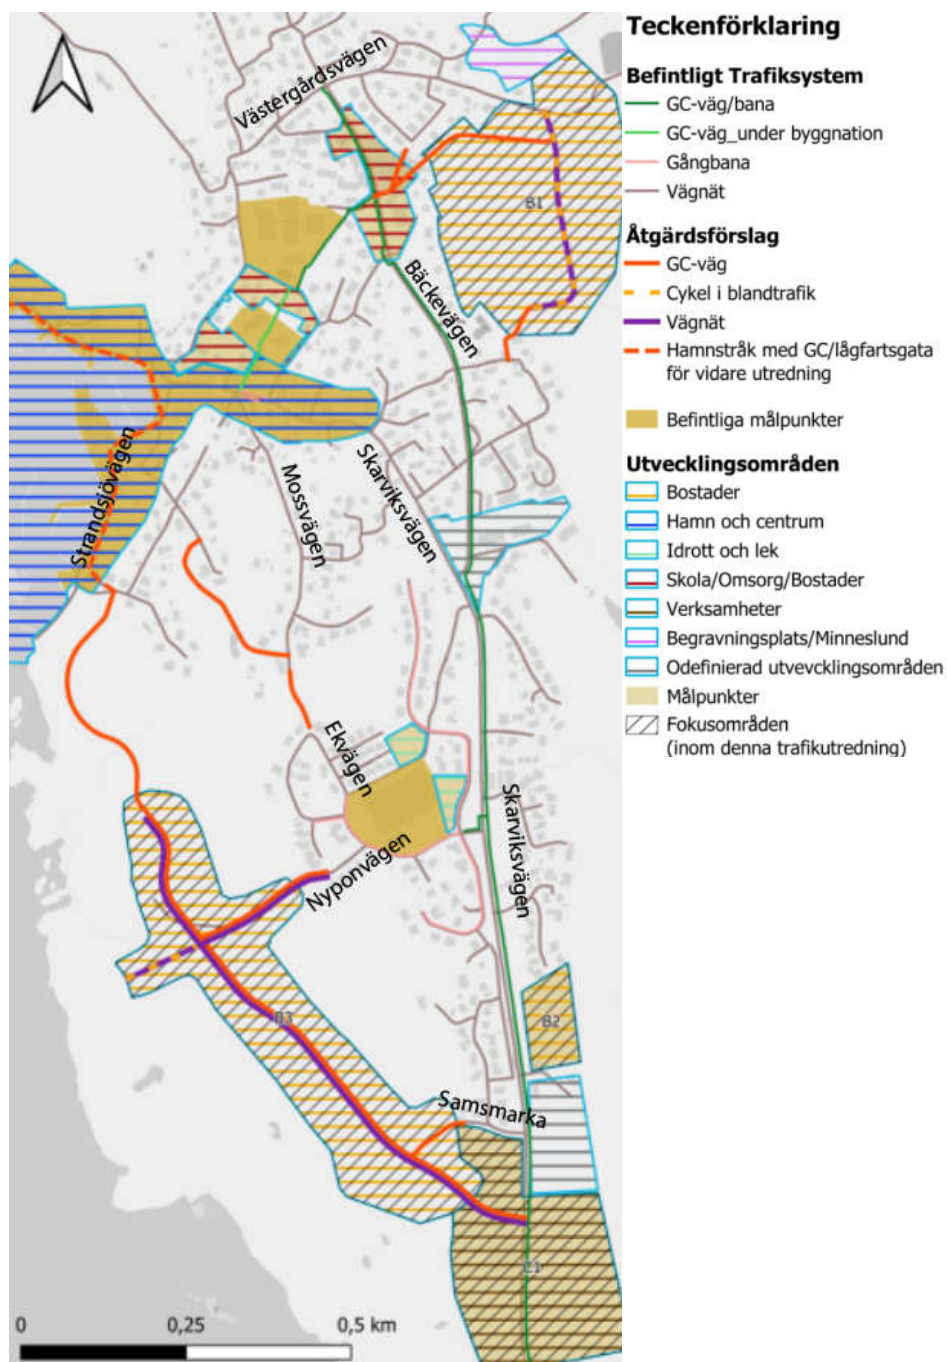 Västergårdsvägen
B1
Bäckevägen
Strandsjövägen
Mossvägen
Skarviksvägen
Ekvägen
Nyponvägen
Skarviksvägen
B2
B3
Samsmarka
C1
0 0,25 0,5 km
Teckenförklaring
Befintligt Trafiksystem
GC-väg/bana
GC-väg_under byggnation
Gångbana
Vägnät
Åtgärdsförslag
GC-väg
Cykel i blandtrafik
Vägnät
Hamnstråk med GC/lågfartsgata
för vidare utredning
Befintliga målpunkter
Utvecklingsområden
Bostader
Hamn och centrum
Idrott och lek
Skola/Omsorg/Bostader
Verksamheter
Begravningsplats/Minneslund
Odefinierad utvevcklingsområden
Målpunkter
Fokusområden
(inom denna trafikutredning)